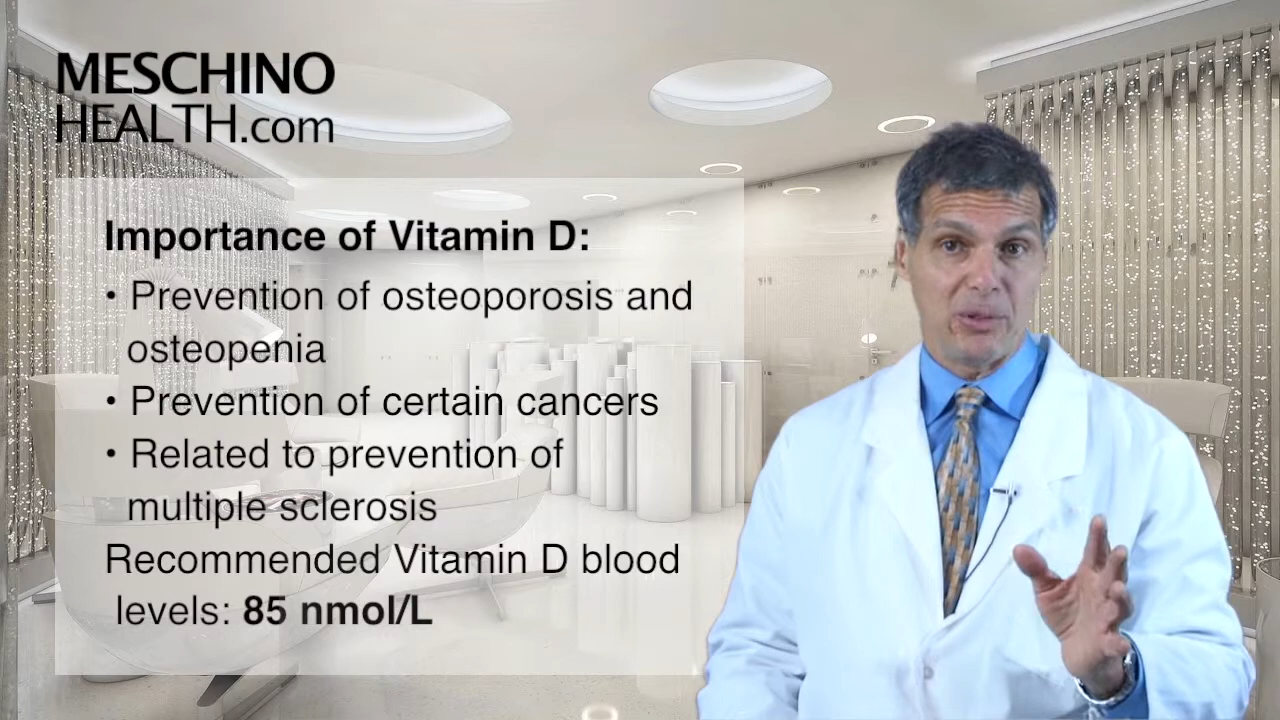 MESCHINO
HEALTH.com
Importance of Vitamin D:
• Prevention of osteoporosis and
osteopenia
• Prevention of certain cancers
• Related to prevention of
multiple sclerosis
Recommended Vitamin D blood
levels: 85 nmol/L